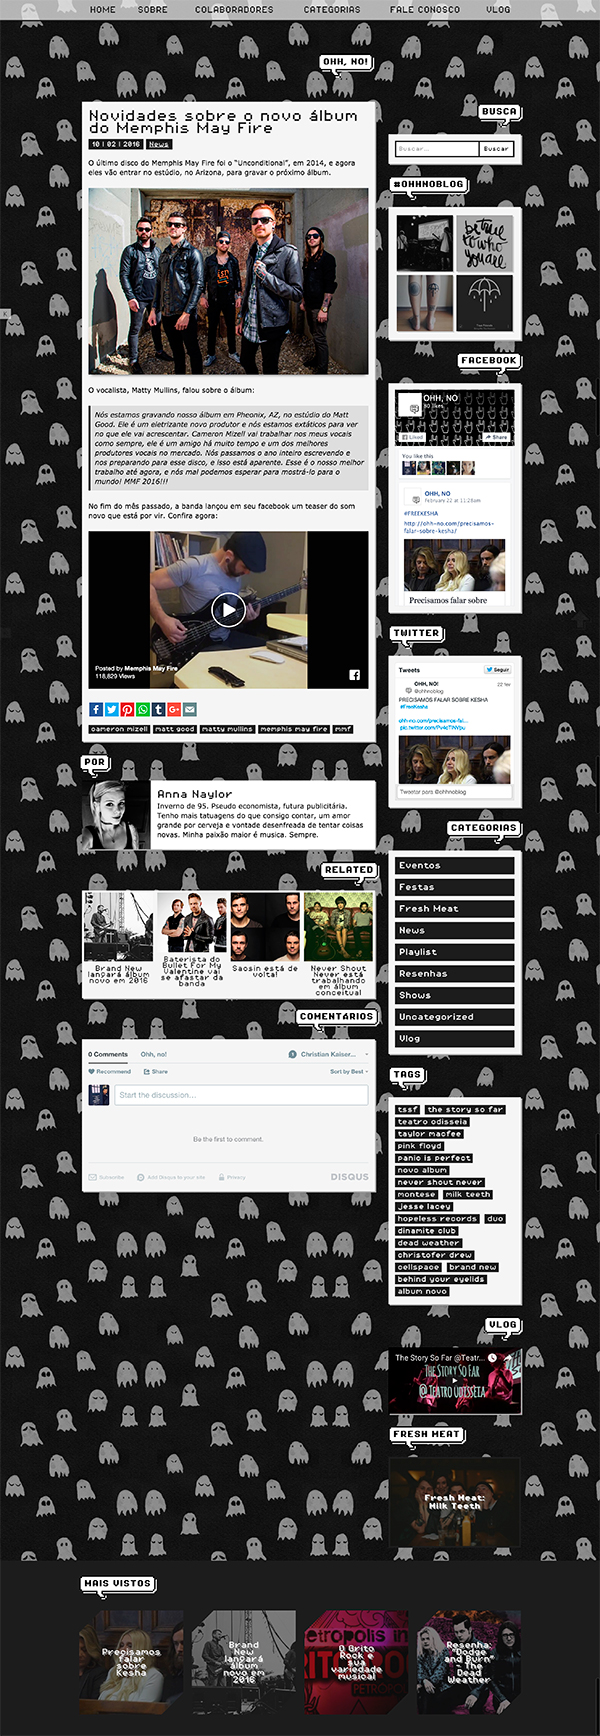 HOME SOBRE COLABORADORES CATEGORIAS FALE CONOSCO VLOG
OHH, NO!
Novidades sobre o novo álbum
do Memphis May Fire
10 | 02 | 2016 News
O último disco do Memphis May Fire foi o "Unconditional", em 2014, e agora
eles vão entrar no estúdio, no Arizona, para gravar o próximo álbum.
O vocalista, Matty Mullins, falou sobre o álbum:
Nós estamos gravando nosso álbum em Pheonix, AZ, no estúdio do Matt
Good. Ele é um eletrizante novo produtor e nós estamos extáticos para ver
no que ele vai acrescentar. Cameron Mizell vai trabalhar nos meus vocais
como sempre, ele é um amigo há muito tempo e um dos melhores
produtores vocais no mercado. Nós passamos o ano inteiro escrevendo e
nos preparando para esse disco, e isso está aparente. Esse é o nosso melhor
trabalho até agora, e nós mal podemos esperar para mostrá-lo para o
mundo! MMF 2016!!!
No fim do mês passado, a banda lançou em seu facebook um teaser do som
novo que está por vir. Confira agora:
Posted by Memphis May Fire
118,829 Views
cameron mizell matt good matty mullins memphis may fire mmf
POR
Anna Naylor
Inverno de 95. Pseudo economista, futura publicitária.
Tenho mais tatuagens do que consigo contar, um amor
grande por cerveja e vontade desenfreada de tentar coisas
novas. Minha paixão maior é musica. Sempre.
RELATED
Brand New
lançará álbum
novo em 2016
Baterista do
Bullet For My
Valentine vai
se afastar da
banda
Saosin está de
volta!
Never Shout
Never está
trabalhando
em álbum
conceitual
COMENTÁRIOS
0 Comments Ohh, no! 1 Christian Kaiser...
Recommend Share Sort by Best
Start the discussion...
Be the first to comment.
Subscribe Add Disqus to your site Privacy DISQUS
BUSCA
Buscar... Buscar
#OHHNOBLOG
be true
to who
you are
FACEBOOK
OHH, NO
80 likes
Liked Share
You like this
OHH, NO
February 22 at 11:28am
#FREEKESHA
http://ohh-no.com/precisamos-
falar-sobre-kesha/
Precisamos falar sobre
TWITTER
Tweets Seguir
OHH, NO! 22 fev
@ohhnoblog
PRECISAMOS FALAR SOBRE KESHA
#FreeKesha
ohh-no.com/precisamos-fal...
Tweetar para @ohhnoblog
CATEGORIAS
Eventos
Festas
Fresh Meat
News
Playlist
Resenhas
Shows
Uncategorized
Vlog
TAGS
tssf the story so far
teatro odisseia
taylor macfee
pink floyd
panic is perfect
novo album
never shout never
montese milk teeth
jesse lacey
hopeless records duo
dinamite club
dead weather
christofer drew
cellspace brand new
behind your eyelids
album novo
VLOG
The Story So Far @Teatr...
THE STORY SO FAR
@ TEATRO ODISSEIA
FRESH MEAT
Fresh Meat:
Milk Teeth
MAIS VISTOS
Precisamos
falar
sobre
Kesha
Brand
New
lançará
álbum
novo em
2016
O Grito
Rock e
sua
variedade
musical
Resenha:
"Dodge
and Burn"
- The
Dead
Weather